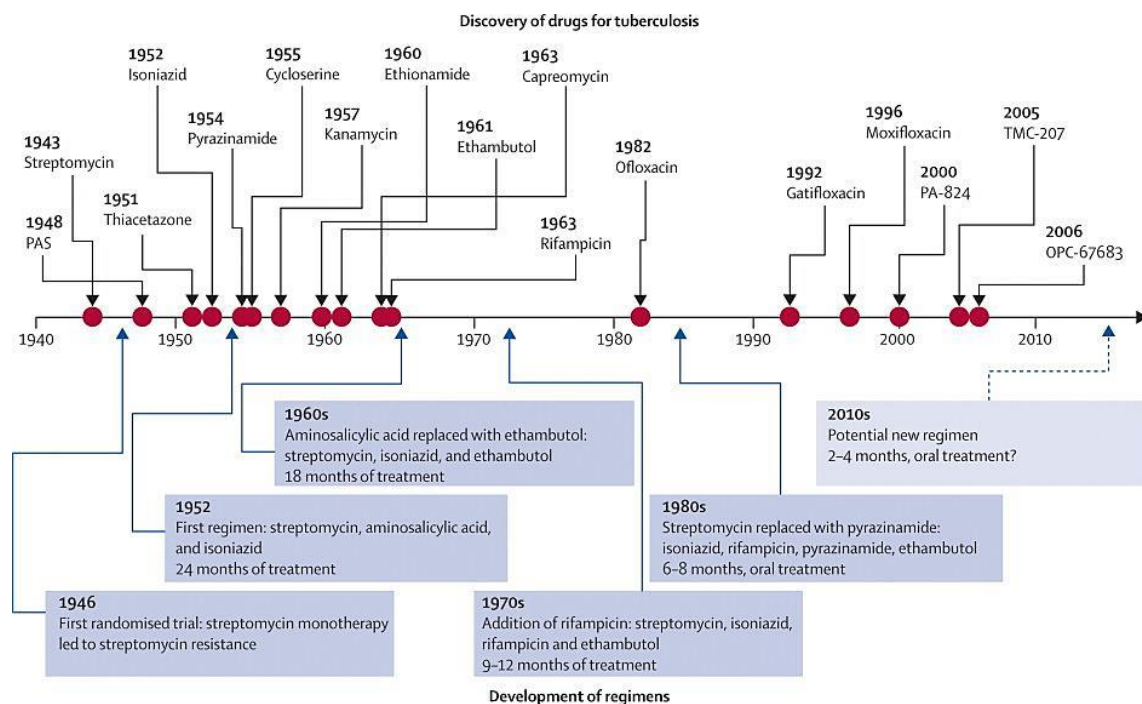 Discovery of drugs for tuberculosis
1952
Isoniazid
1955
Cycloserine
1960
Ethionamide
1963
Capreomycin
1954
Pyrazinamide
1957
Kanamycin
1961
Ethambutol
1996
Moxifloxacin
2005
TMC-207
1943
Streptomycin
1982
Ofloxacin
1992
Gatifloxacin
2000
PA-824
1951
Thiacetazone
1948
PAS
1963
Rifampicin
2006
OPC-67683
1940
1950
1960
1970
1980
1990
2000
2010
1960s
Aminosalicylic acid replaced with ethambutol:
streptomycin, isoniazid, and ethambutol
18 months of treatment
2010s
Potential new regimen
2–4 months, oral treatment?
1952
First regimen: streptomycin, aminosalicylic acid,
and isoniazid
24 months of treatment
1980s
Streptomycin replaced with pyrazinamide:
isoniazid, rifampicin, pyrazinamide, ethambutol
6–8 months, oral treatment
1946
First randomised trial: streptomycin monotherapy
led to streptomycin resistance
1970s
Addition of rifampicin: streptomycin, isoniazid,
rifampicin and ethambutol
9–12 months of treatment
Development of regimens